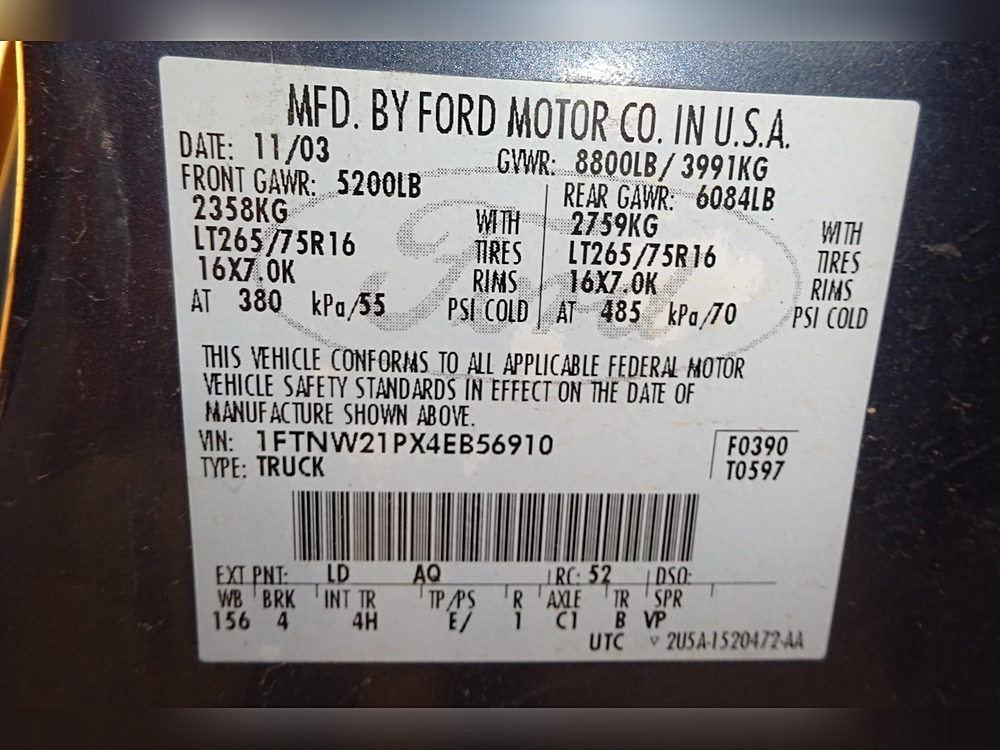 MFD. BY FORD MOTOR CO. IN U.S.A.
DATE: 11/03 GVWR: 8800LB/ 3991KG
FRONT GAWR: 5200LB REAR GAWR: 6084LB
2358KG WITH 2759KG WITH
LT265/75R16 TIRES LT265/75R16 TIRES
16X7.0K RIMS 16X7.0K RIMS
AT 380 kPa/55 PSI COLD AT 485 kPa/70 PSI COLD
Ford
THIS VEHICLE CONFORMS TO ALL APPLICABLE FEDERAL MOTOR
VEHICLE SAFETY STANDARDS IN EFFECT ON THE DATE OF
MANUFACTURE SHOWN ABOVE.
VIN: 1FTNW21PX4EB56910 F0390
TYPE: TRUCK T0597
EXT PNT: LD AQ RC: 52 DSO:
WB BRK INT TR TP/PS R AXLE TR SPR
156 4 4H E/ 1 C1 B VP
UTC ▿ 2U5A-1520472-AA